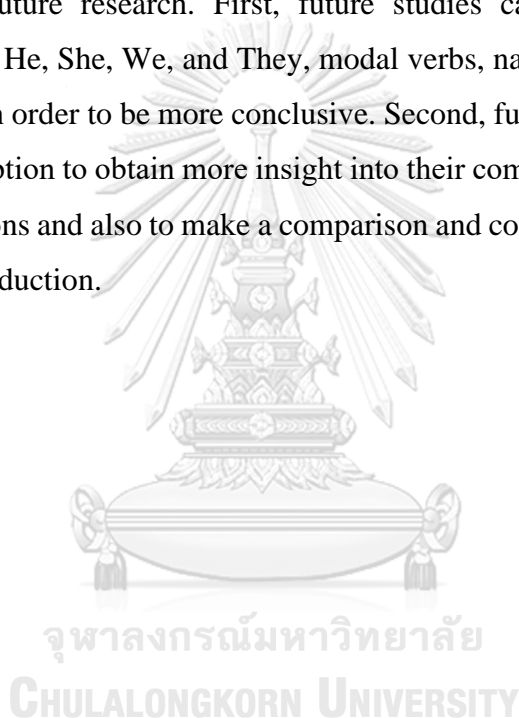 future research. First, future studies ca
He, She, We, and They, modal verbs, na
n order to be more conclusive. Second, fu
ption to obtain more insight into their com
ons and also to make a comparison and co
duction.
จุฬาลงกรณ์มหาวิทยาลัย
CHULALONGKORN UNIVERSITY